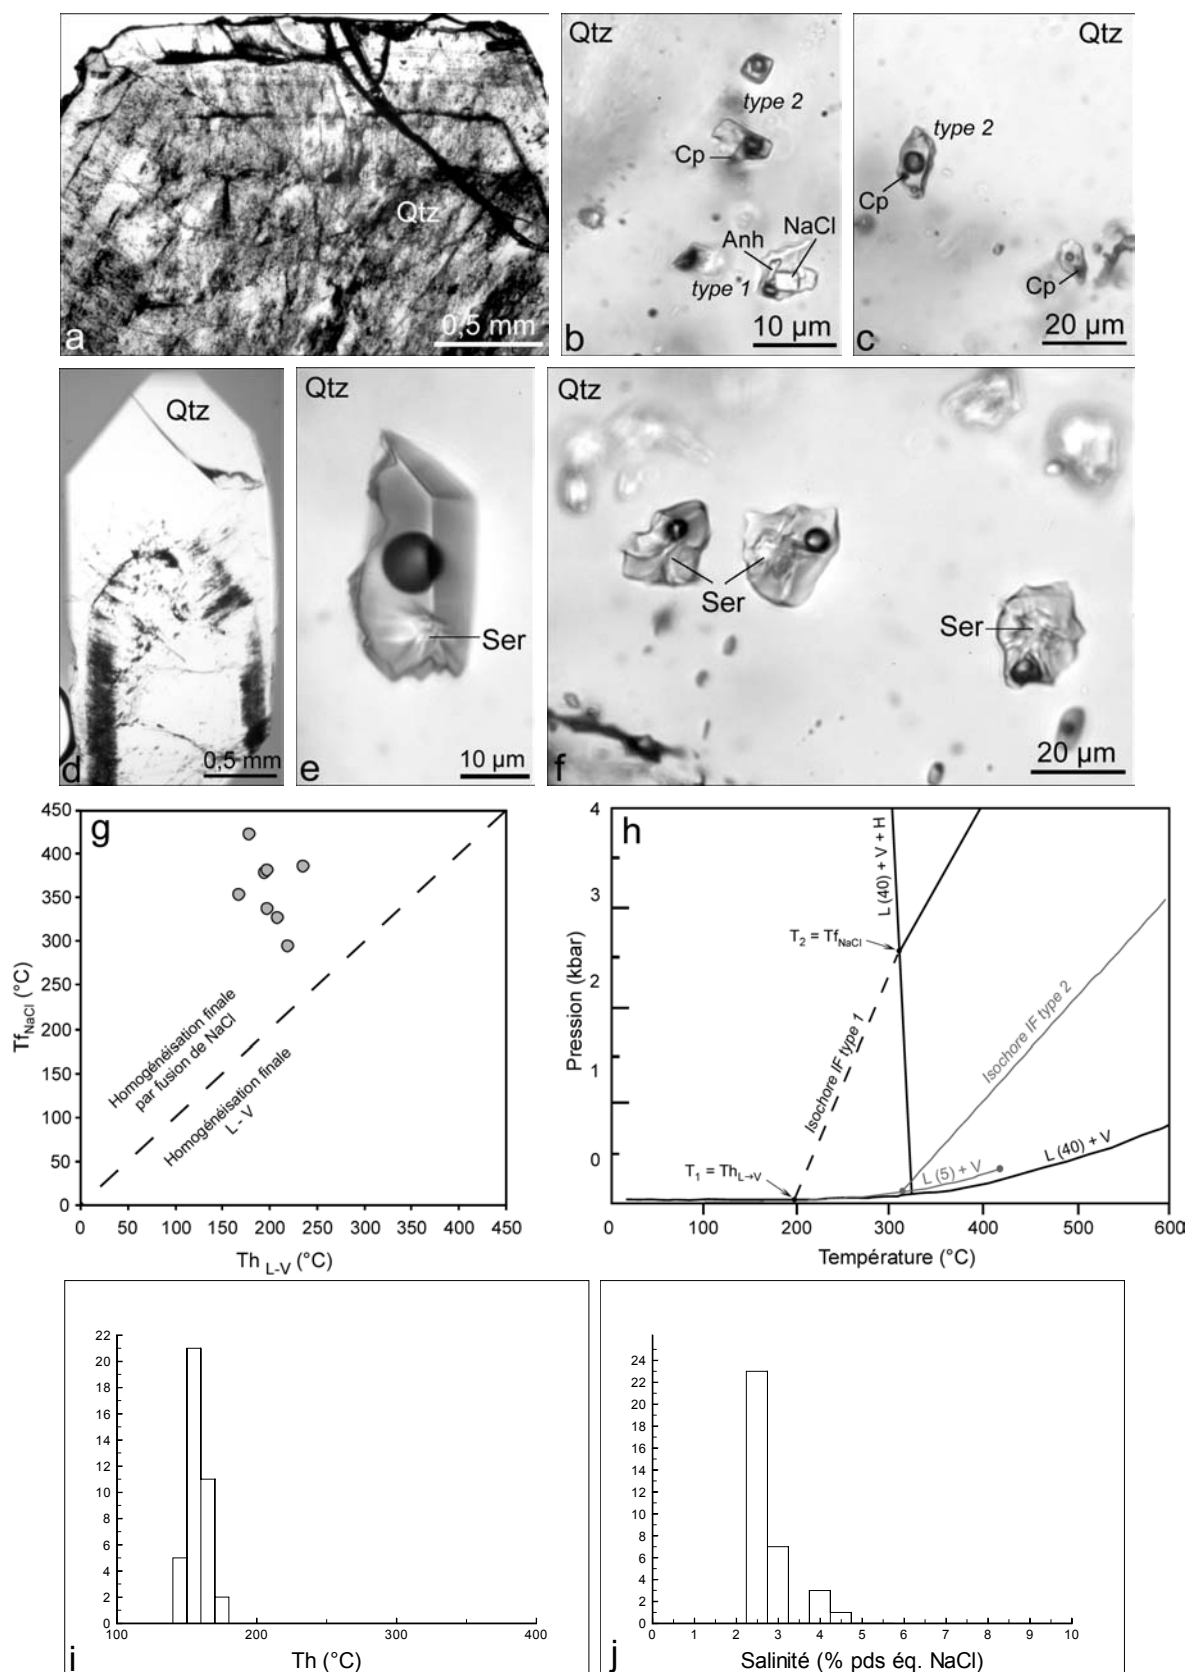 Qtz
a
0,5 mm
Qtz
type 2
Cp
Anh
NaCl
type 1
b
10 µm
Qtz
type 2
Cp
Cp
c
20 µm
Qtz
d
0,5 mm
Qtz
Ser
e
10 µm
Qtz
Ser
Ser
f
20 µm
g
450
400
350
300
250
200
150
100
50
0
Tf NaCl (°C)
Homogénéisation finale
par fusion de NaCl
Homogénéisation finale
L - V
0 50 100 150 200 250 300 350 400 450
Th L-V (°C)
h
4
3
2
1
0
Pression (kbar)
L (40) + V + H
T2 = TfNaCl
Isochore IF type 1
Isochore IF type 2
T1 = ThL→V
L (5) + V
L (40) + V
0 100 200 300 400 500 600
Température (°C)
22
20
18
16
14
12
10
8
6
4
2
0
100 200 300 400
i
Th (°C)
24
22
20
18
16
14
12
10
8
6
4
2
0
0 1 2 3 4 5 6 7 8 9 10
j
Salinité (% pds éq. NaCl)